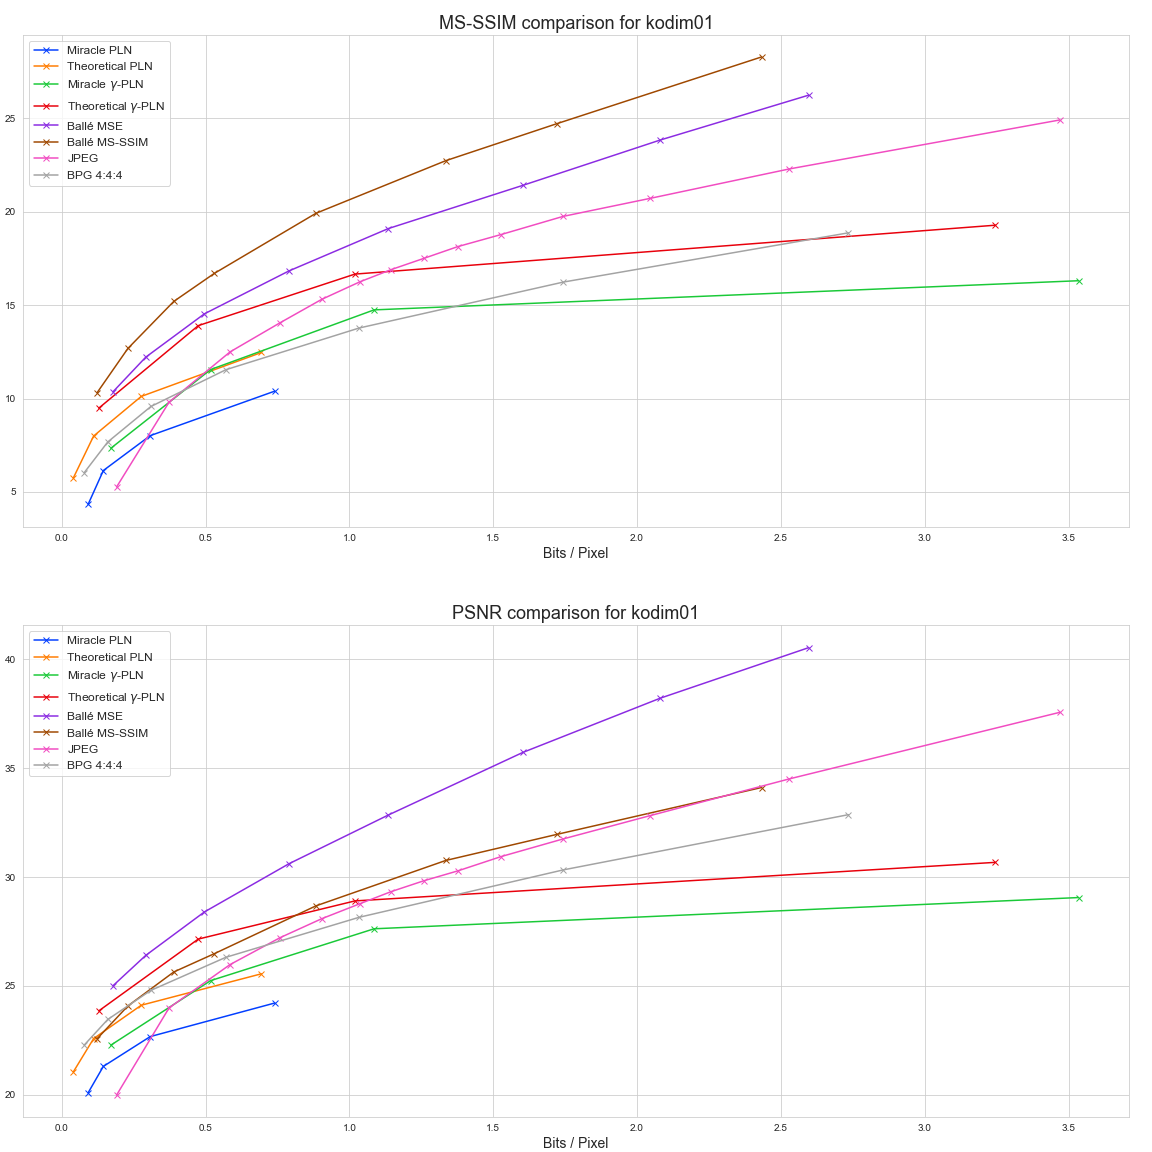 MS-SSIM comparison for kodim01
Miracle PLN
Theoretical PLN
Miracle γ-PLN
Theoretical γ-PLN
Ballé MSE
Ballé MS-SSIM
JPEG
BPG 4:4:4
25
20
15
10
5
0.0 0.5 1.0 1.5 2.0 2.5 3.0 3.5
Bits / Pixel
PSNR comparison for kodim01
Miracle PLN
Theoretical PLN
Miracle γ-PLN
Theoretical γ-PLN
Ballé MSE
Ballé MS-SSIM
JPEG
BPG 4:4:4
40
35
30
25
20
0.0 0.5 1.0 1.5 2.0 2.5 3.0 3.5
Bits / Pixel